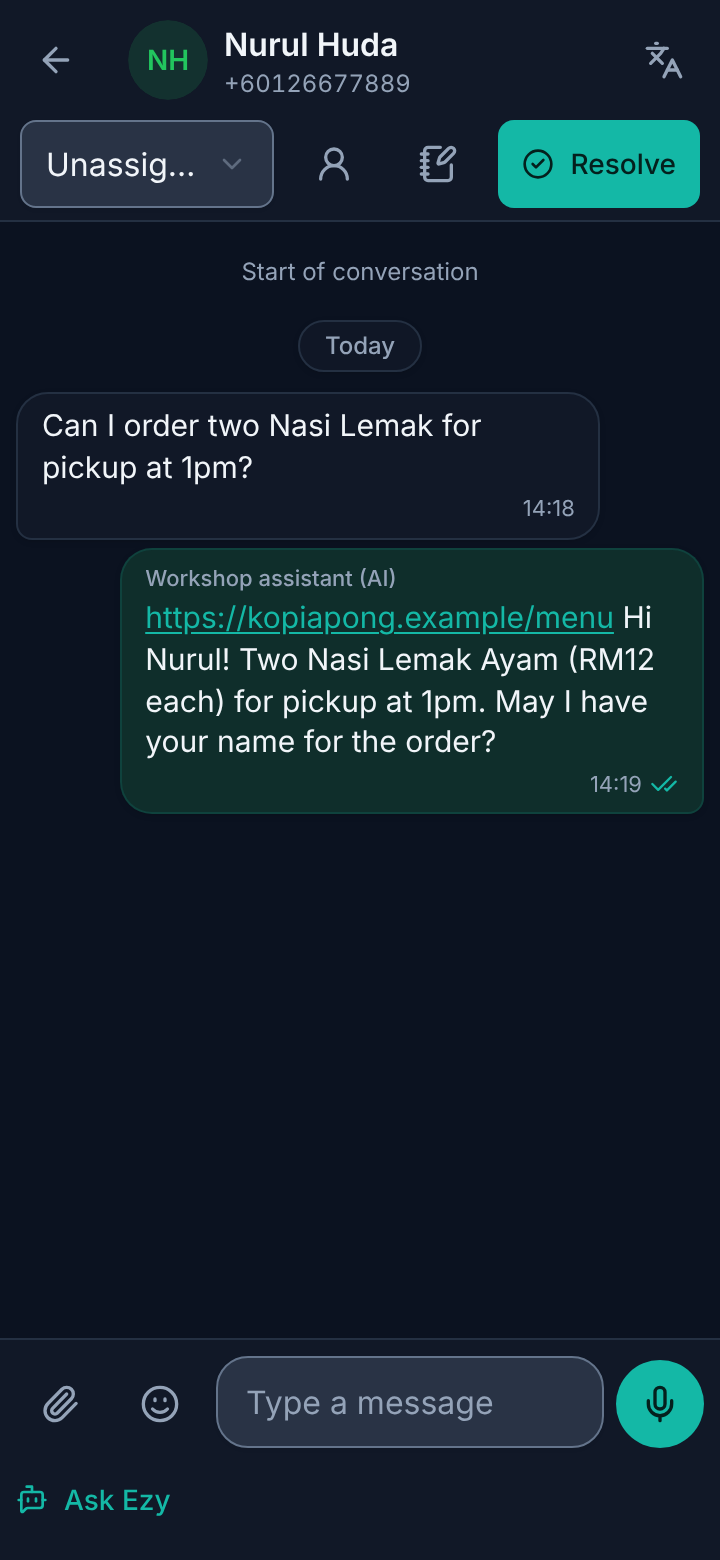 NH
Nurul Huda
+60126677889
Unassig...
Resolve
Start of conversation
Today
Can I order two Nasi Lemak for
pickup at 1pm?
14:18
Workshop assistant (AI)
https://kopiapong.example/menu Hi
Nurul! Two Nasi Lemak Ayam (RM12
each) for pickup at 1pm. May I have
your name for the order?
14:19
Type a message
Ask Ezy